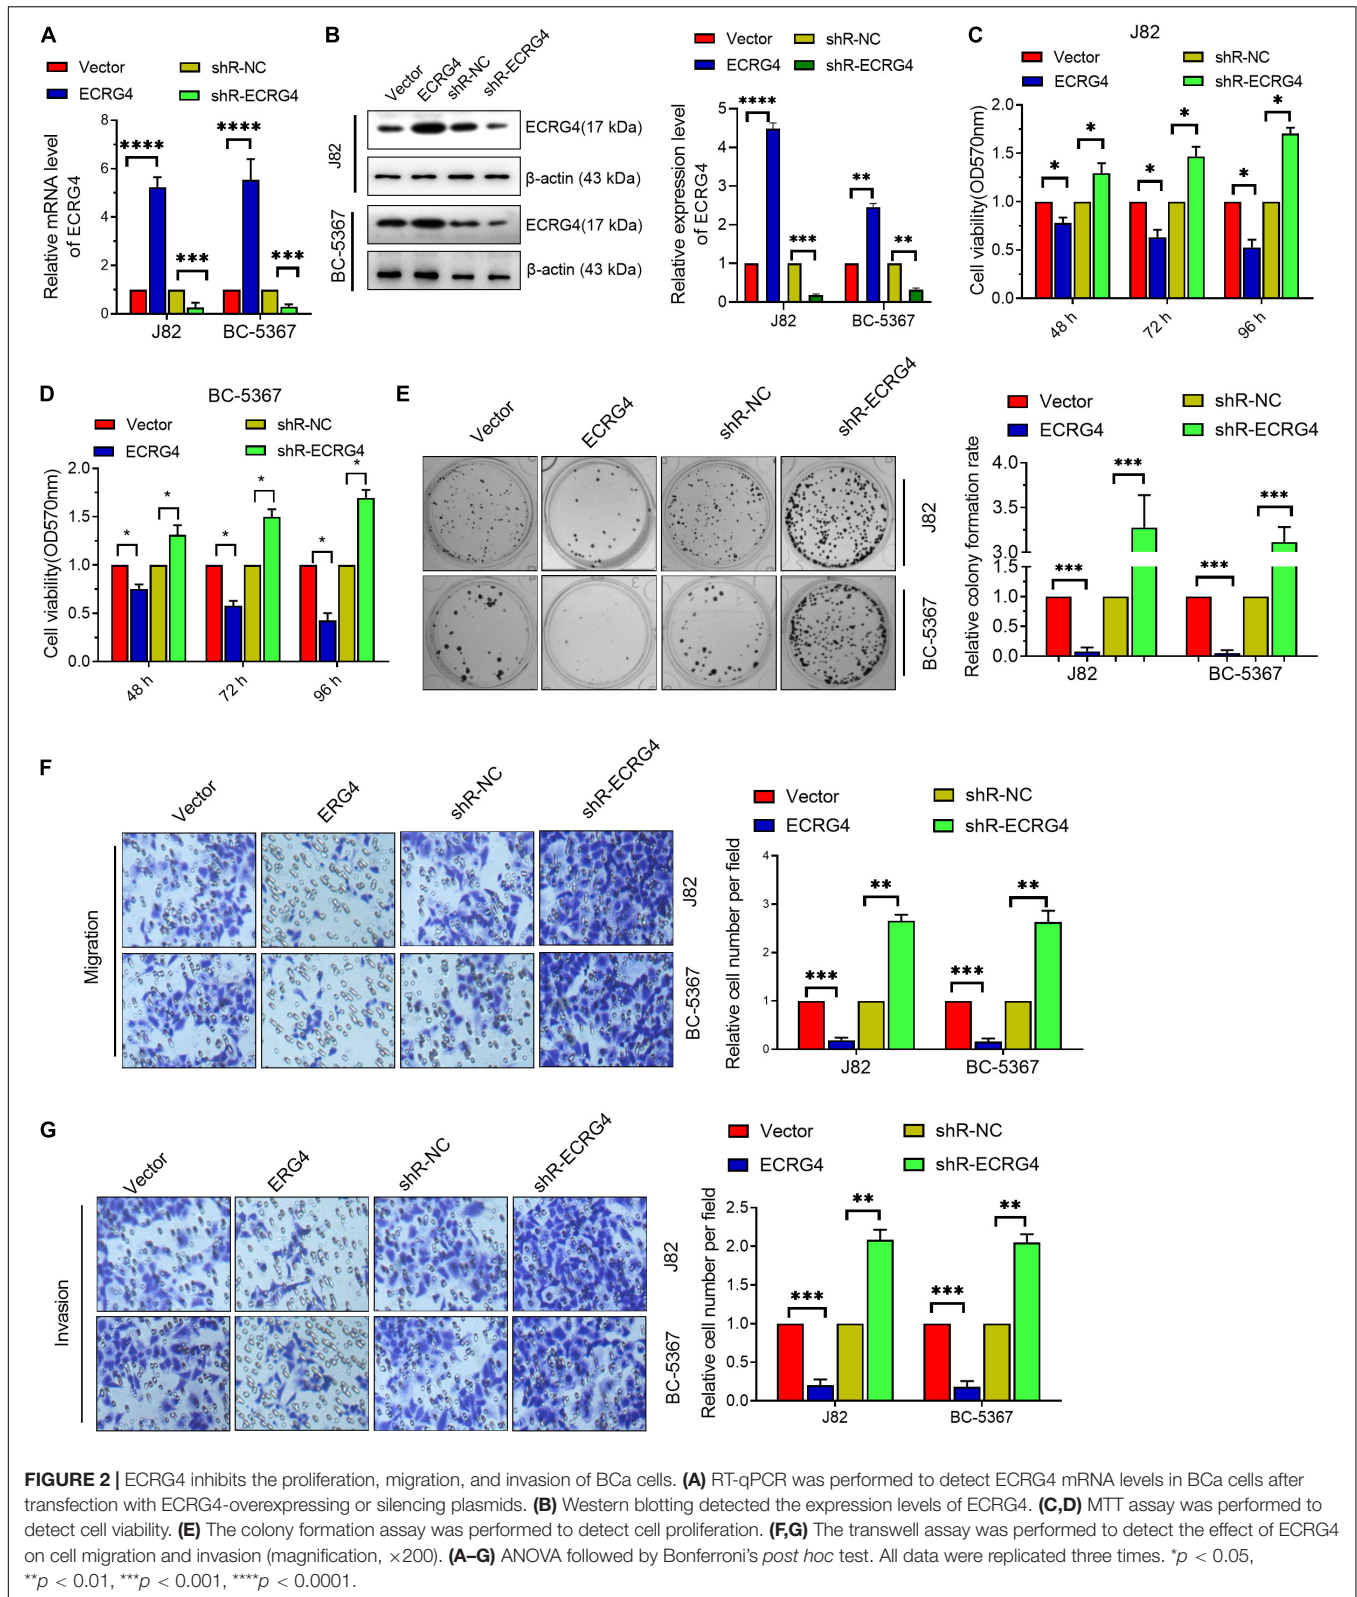 A
Vector
shR-NC
ECRG4
shR-ECRG4
Relative mRNA level
of ECRG4
8
6
4
2
0
****
***
****
***
J82
BC-5367
B
Vector
ECRG4
shR-NC
shR-ECRG4
J82
BC-5367
ECRG4(17 kDa)
β-actin (43 kDa)
ECRG4(17 kDa)
β-actin (43 kDa)
Vector
shR-NC
ECRG4
shR-ECRG4
Relative expression level
of ECRG4
5
4
3
2
1
0
****
***
**
**
J82
BC-5367
C
J82
Vector
shR-NC
ECRG4
shR-ECRG4
Cell viability(OD570nm)
2.0
1.5
1.0
0.5
0.0
*
*
*
*
*
*
48 h
72 h
96 h
D
BC-5367
Vector
shR-NC
ECRG4
shR-ECRG4
Cell viability(OD570nm)
2.0
1.5
1.0
0.5
0.0
*
*
*
*
*
*
48 h
72 h
96 h
E
Vector
ECRG4
shR-NC
shR-ECRG4
J82
BC-5367
Vector
shR-NC
ECRG4
shR-ECRG4
Relative colony formation rate
4.0
3.5
3.0
1.5
1.0
0.5
0.0
***
***
***
***
J82
BC-5367
F
Vector
ERG4
shR-NC
shR-ECRG4
Migration
J82
BC-5367
Vector
shR-NC
ECRG4
shR-ECRG4
Relative cell number per field
4
3
2
1
0
***
**
***
**
J82
BC-5367
G
Vector
ERG4
shR-NC
shR-ECRG4
Invasion
J82
BC-5367
Vector
shR-NC
ECRG4
shR-ECRG4
Relative cell number per field
2.5
2.0
1.5
1.0
0.5
0.0
***
**
***
**
J82
BC-5367
FIGURE 2 | ECRG4 inhibits the proliferation, migration, and invasion of BCa cells. (A) RT-qPCR was performed to detect ECRG4 mRNA levels in BCa cells after
transfection with ECRG4-overexpressing or silencing plasmids. (B) Western blotting detected the expression levels of ECRG4. (C,D) MTT assay was performed to
detect cell viability. (E) The colony formation assay was performed to detect cell proliferation. (F,G) The transwell assay was performed to detect the effect of ECRG4
on cell migration and invasion (magnification, ×200). (A–G) ANOVA followed by Bonferroni's post hoc test. All data were replicated three times. *p < 0.05,
**p < 0.01, ***p < 0.001, ****p < 0.0001.